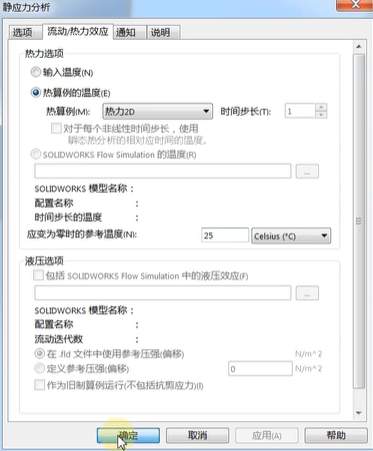 静应力分析
选项 流动/热力效应 通知 说明
热力选项
输入温度(N)
热算例的温度(E)
热算例(M): 热力2D 时间步长(T): 1
对于每个非线性时间步长，使用
瞬态热分析的相对应时间的温度。
SOLIDWORKS Flow Simulation 的温度(R)
...
SOLIDWORKS 模型名称：
配置名称 ：
时间步长的温度 ：
应变为零时的参考温度(N): 25 Celsius (°C)
液压选项
包括 SOLIDWORKS Flow Simulation 中的液压效应(F)
...
SOLIDWORKS 模型名称：
配置名称 ：
流动迭代数 ：
在 .fld 文件中使用参考压强(偏移) N/m^2
定义参考压强(偏移) 0 N/m^2
作为旧制算例运行(不包括抗剪应力)(I)
确定 取消 应用(A) 帮助